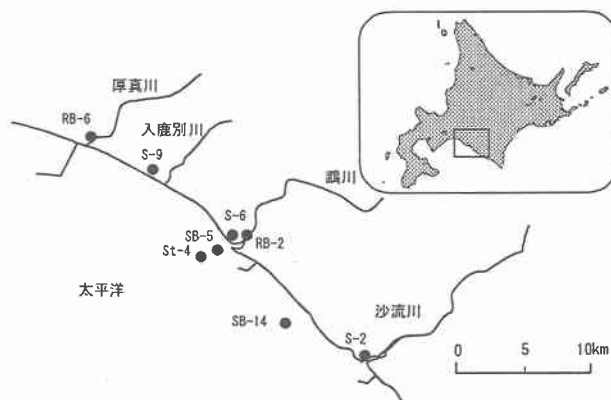 厚真川
RB-6
入鹿別川
S-9
鵡川
S-6
SB-5
RB-2
St-4
太平洋
沙流川
SB-14
S-2
0 5 10km